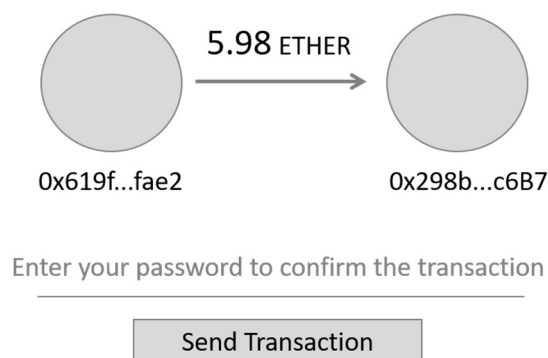 5.98 ETHER
0x619f...fae2 0x298b...c6B7
Enter your password to confirm the transaction
Send Transaction